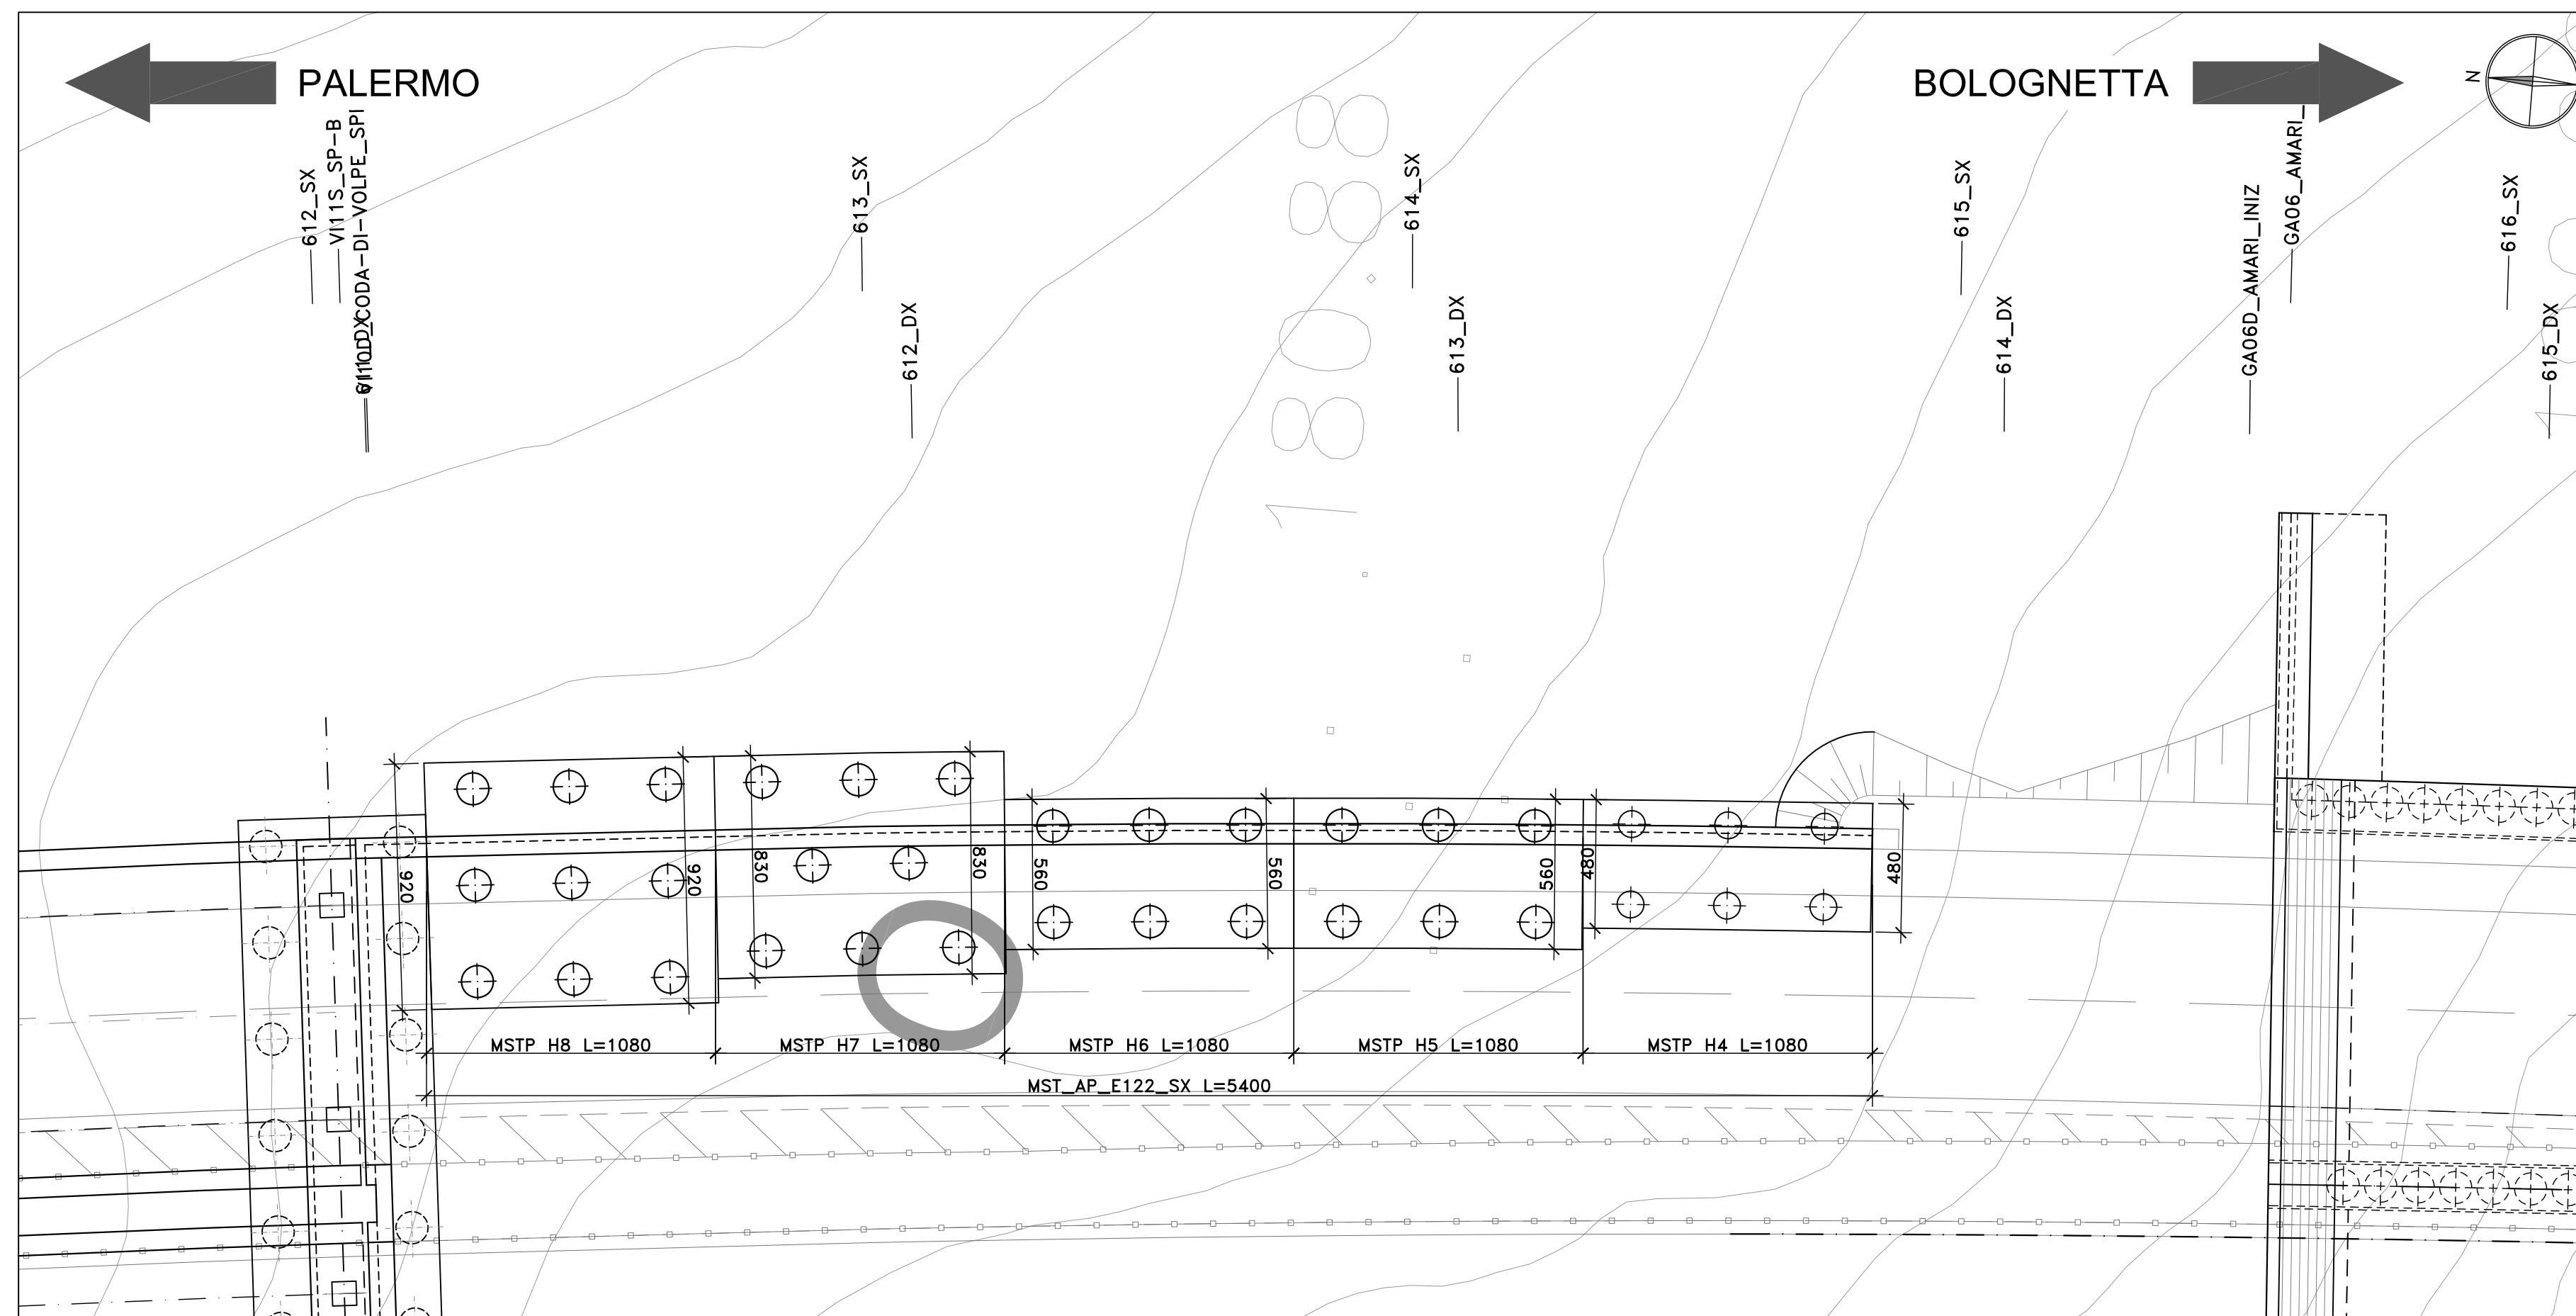 PALERMO
BOLOGNETTA
N
612_SX
VI11S_SP-B
VI11D_CODA-DI-VOLPE_SPI
611_DX
613_SX
612_DX
614_SX
613_DX
615_SX
614_DX
GA06D_AMARI_INIZ
GA06_AMARI_
616_SX
615_DX
920
920
830
830
560
560
560
480
480
MSTP H8 L=1080
MSTP H7 L=1080
MSTP H6 L=1080
MSTP H5 L=1080
MSTP H4 L=1080
MST_AP_E122_SX L=5400